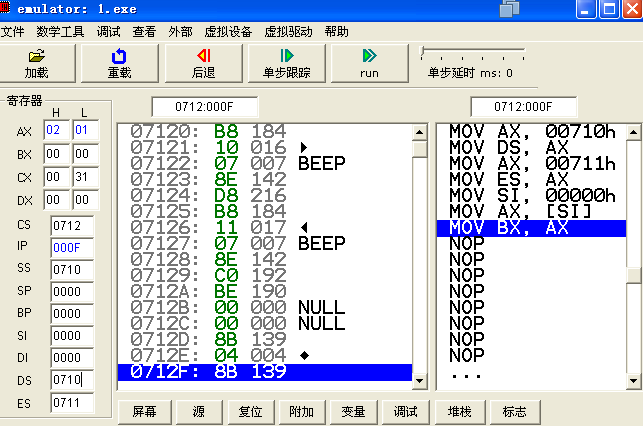 emulator: 1.exe
文件 数学工具 调试 查看 外部 虚拟设备 虚拟驱动 帮助
加载 重载 后退 单步跟踪 run 单步延时 ms: 0
寄存器
H L
AX 02 01
BX 00 00
CX 00 31
DX 00 00
CS 0712
IP 000F
SS 0710
SP 0000
BP 0000
SI 0000
DI 0000
DS 0710
ES 0711
0712:000F
07120: B8 184
07121: 10 016
07122: 07 007 BEEP
07123: 8E 142
07124: D8 216
07125: B8 184
07126: 11 017
07127: 07 007 BEEP
07128: 8E 142
07129: C0 192
0712A: BE 190
0712B: 00 000 NULL
0712C: 00 000 NULL
0712D: 8B 139
0712E: 04 004 ♦
0712F: 8B 139
0712:000F
MOV AX, 00710h
MOV DS, AX
MOV AX, 00711h
MOV ES, AX
MOV SI, 00000h
MOV AX, [SI]
MOV BX, AX
NOP
NOP
NOP
NOP
NOP
NOP
NOP
NOP
...
屏幕 源 复位 附加 变量 调试 堆栈 标志